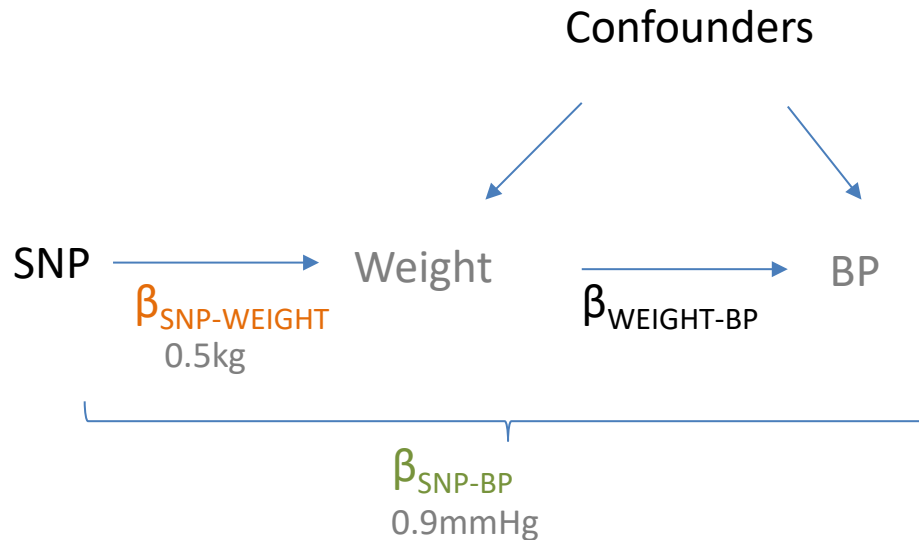 Confounders
SNP
Weight
BP
βSNP-WEIGHT
0.5kg
βWEIGHT-BP
βSNP-BP
0.9mmHg